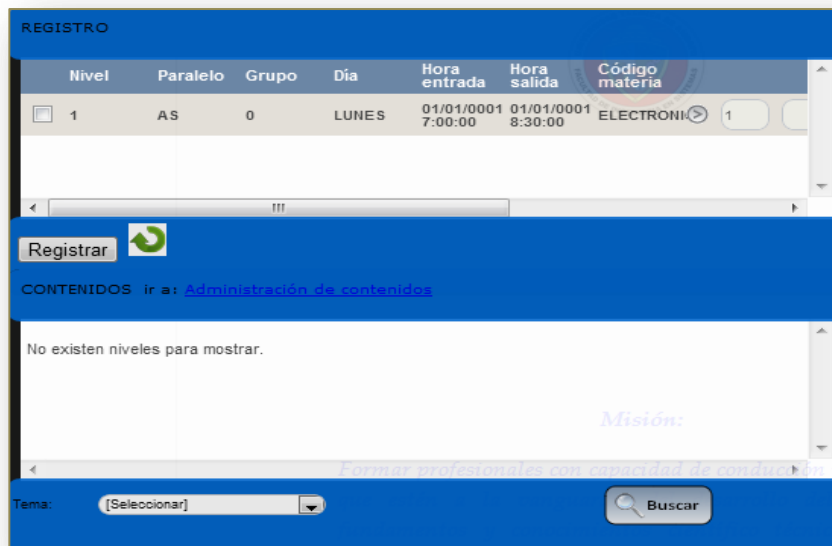 REGISTRO
Nivel Paralelo Grupo Día Hora entrada Hora salida Código materia
1 AS 0 LUNES 01/01/0001 7:00:00 01/01/0001 8:30:00 ELECTRONI 1
Registrar
CONTENIDOS ir a: Administración de contenidos
No existen niveles para mostrar.
Misión:
Formar profesionales con capacidad de conducción
Tema: [Seleccionar] Buscar